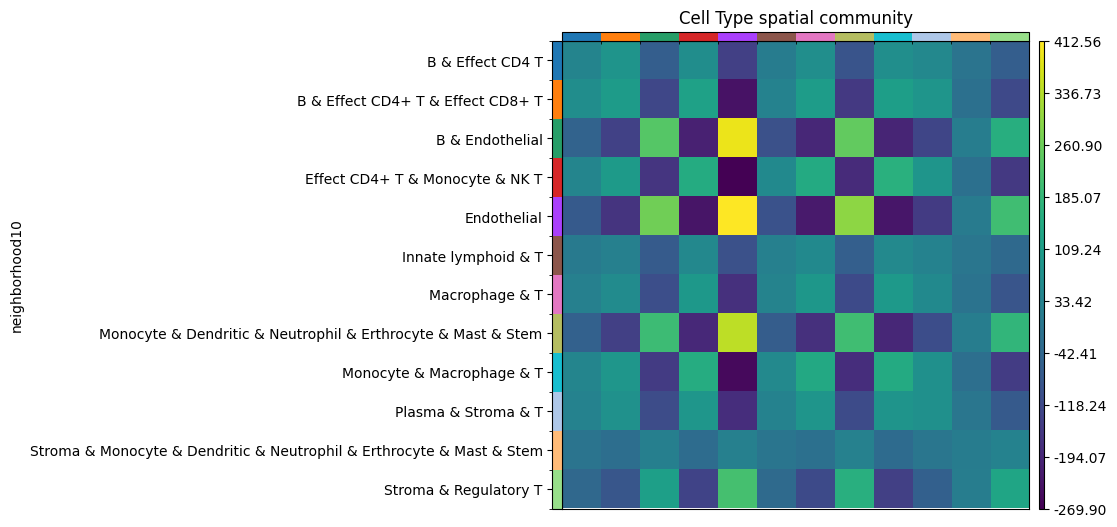 Cell Type spatial community
B & Effect CD4 T
B & Effect CD4+ T & Effect CD8+ T
B & Endothelial
Effect CD4+ T & Monocyte & NK T
Endothelial
Innate lymphoid & T
Macrophage & T
Monocyte & Dendritic & Neutrophil & Erthrocyte & Mast & Stem
Monocyte & Macrophage & T
Plasma & Stroma & T
Stroma & Monocyte & Dendritic & Neutrophil & Erthrocyte & Mast & Stem
Stroma & Regulatory T
neighborhood10
412.56
336.73
260.90
185.07
109.24
33.42
-42.41
-118.24
-194.07
-269.90